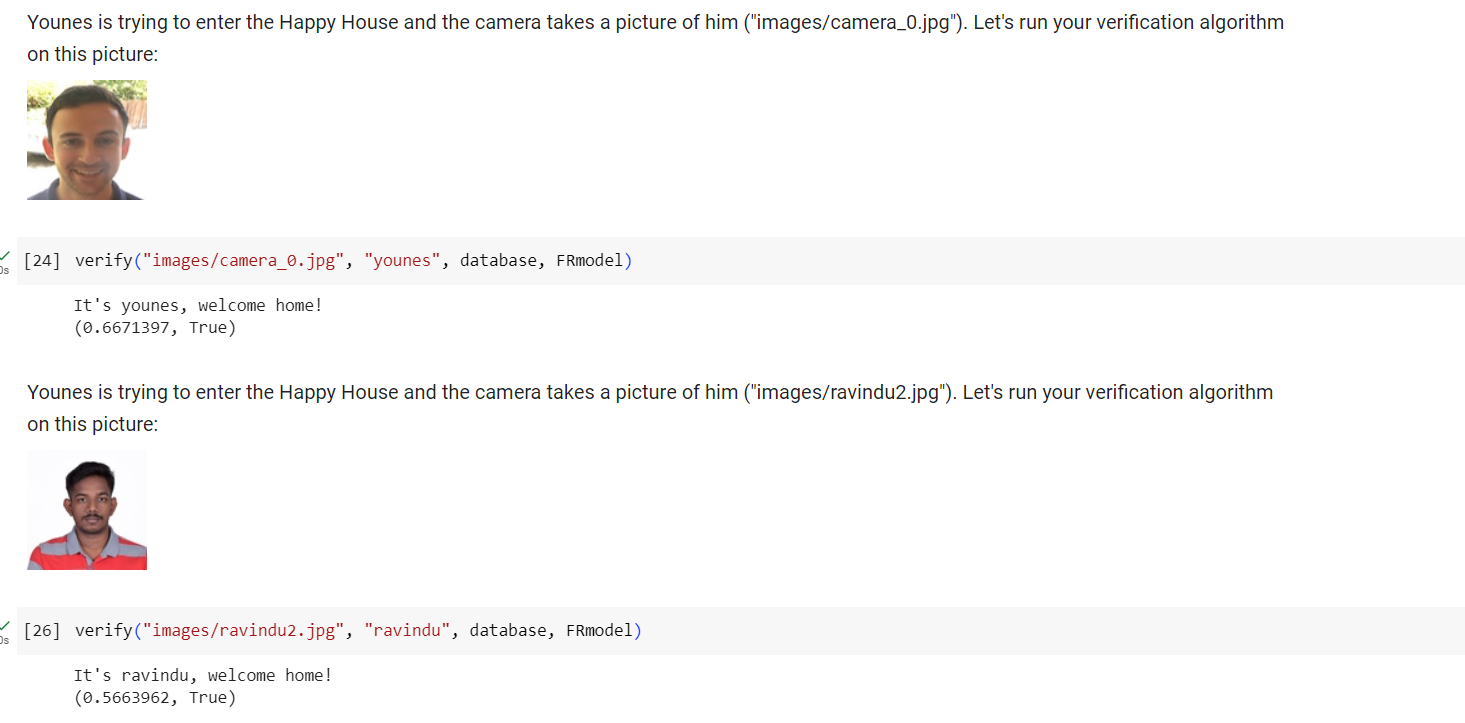 Younes is trying to enter the Happy House and the camera takes a picture of him ("images/camera_0.jpg"). Let's run your verification algorithm
on this picture:
[24] verify("images/camera_0.jpg", "younes", database, FRmodel)
0s
It's younes, welcome home!
(0.6671397, True)
Younes is trying to enter the Happy House and the camera takes a picture of him ("images/ravindu2.jpg"). Let's run your verification algorithm
on this picture:
[26] verify("images/ravindu2.jpg", "ravindu", database, FRmodel)
0s
It's ravindu, welcome home!
(0.5663962, True)